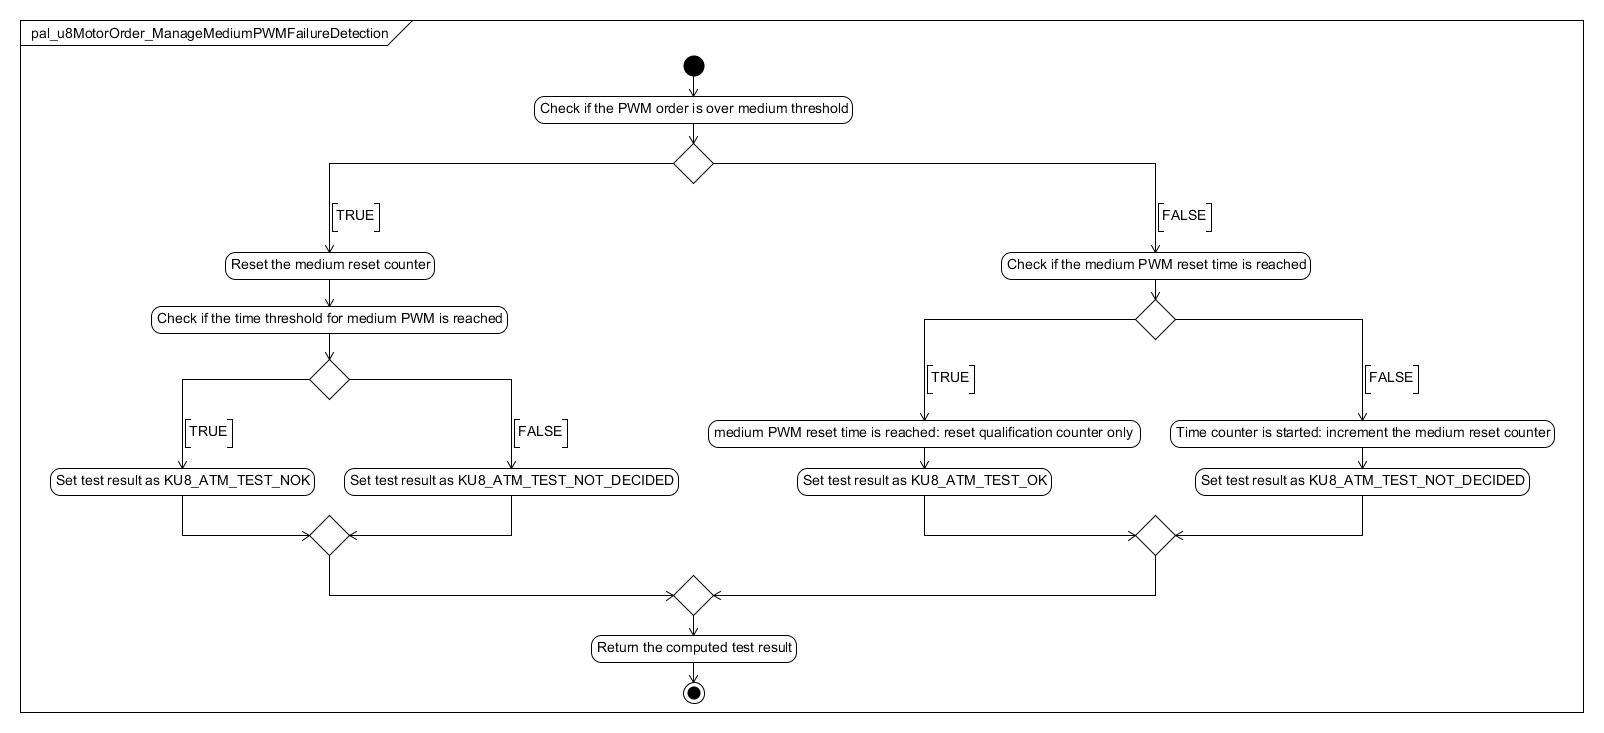 pal_u8MotorOrder_ManageMediumPWMFailureDetection
Check if the PWM order is over medium threshold
[TRUE]
[FALSE]
Reset the medium reset counter
Check if the medium PWM reset time is reached
Check if the time threshold for medium PWM is reached
[TRUE]
[FALSE]
[TRUE]
[FALSE]
medium PWM reset time is reached: reset qualification counter only
Time counter is started: increment the medium reset counter
Set test result as KU8_ATM_TEST_NOK
Set test result as KU8_ATM_TEST_NOT_DECIDED
Set test result as KU8_ATM_TEST_OK
Set test result as KU8_ATM_TEST_NOT_DECIDED
Return the computed test result